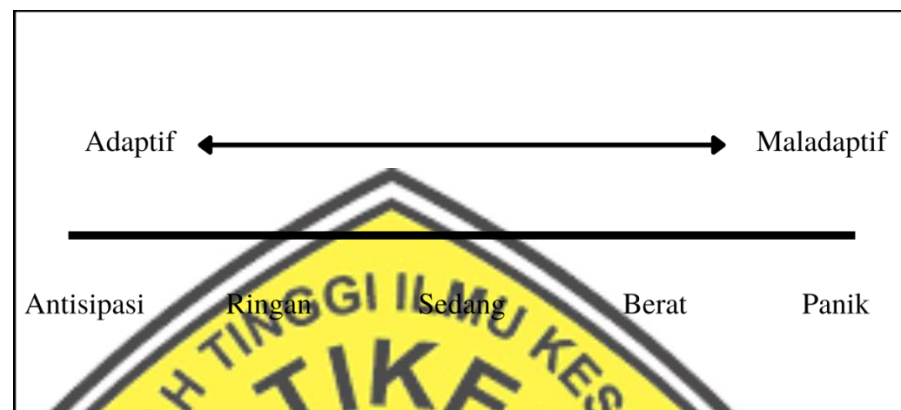 Adaptif Maladaptif
Antisipasi Ringan Sedang Berat Panik
H TINGGI ILMU KES
TIKE